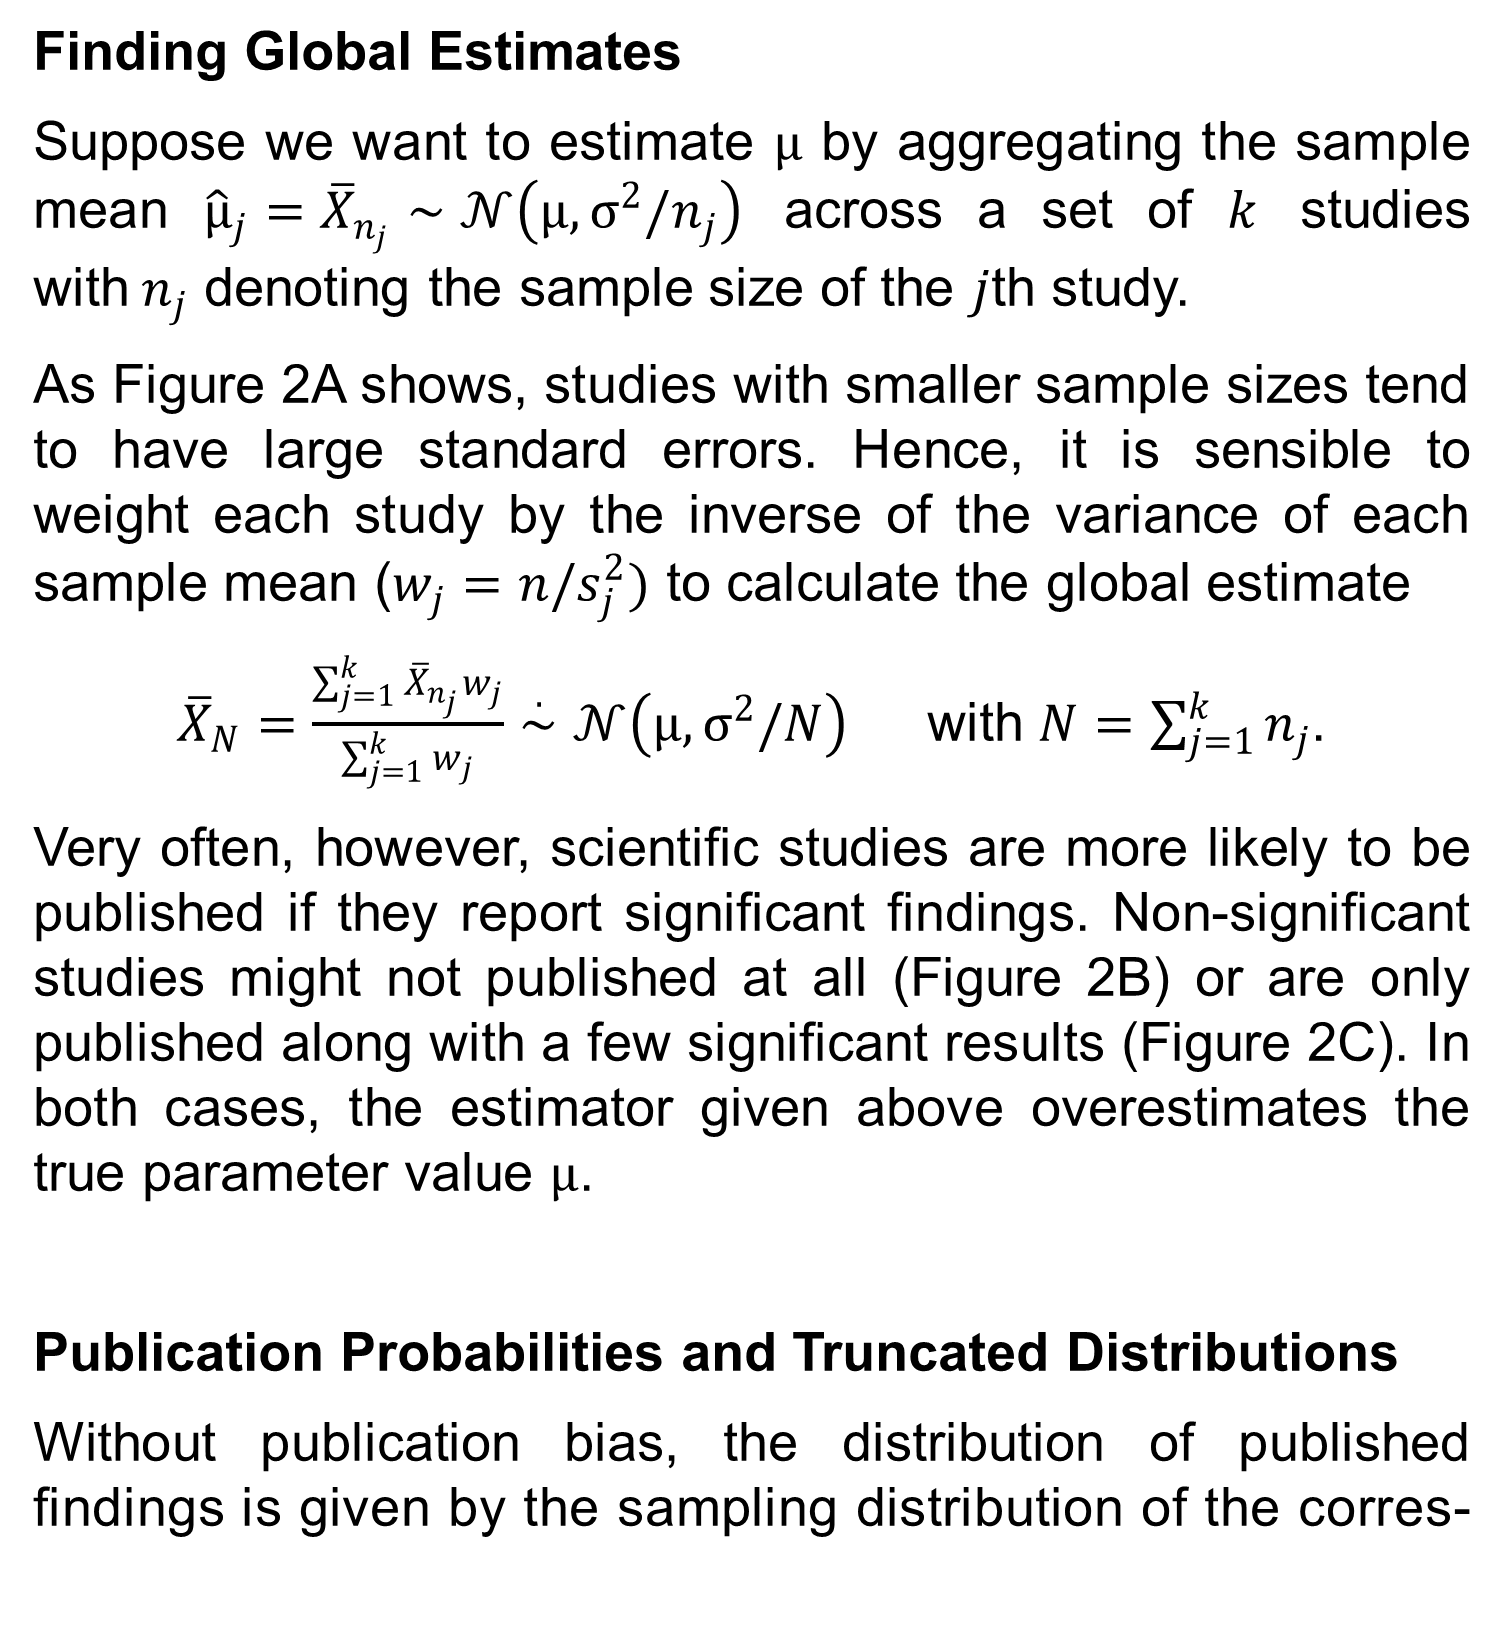 Finding Global Estimates
Suppose we want to estimate μ by aggregating the sample
mean μ̂_j = X̄_{n_j} ~ 𝒩(μ, σ²/n_j) across a set of k studies
with n_j denoting the sample size of the jth study.
As Figure 2A shows, studies with smaller sample sizes tend
to have large standard errors. Hence, it is sensible to
weight each study by the inverse of the variance of each
sample mean (w_j = n/s_j²) to calculate the global estimate
X̄_N = (∑_{j=1}^k X̄_{n_j} w_j) / (∑_{j=1}^k w_j) ∼̇ 𝒩(μ, σ²/N) with N = ∑_{j=1}^k n_j.
Very often, however, scientific studies are more likely to be
published if they report significant findings. Non-significant
studies might not published at all (Figure 2B) or are only
published along with a few significant results (Figure 2C). In
both cases, the estimator given above overestimates the
true parameter value μ.
Publication Probabilities and Truncated Distributions
Without publication bias, the distribution of published
findings is given by the sampling distribution of the corres-